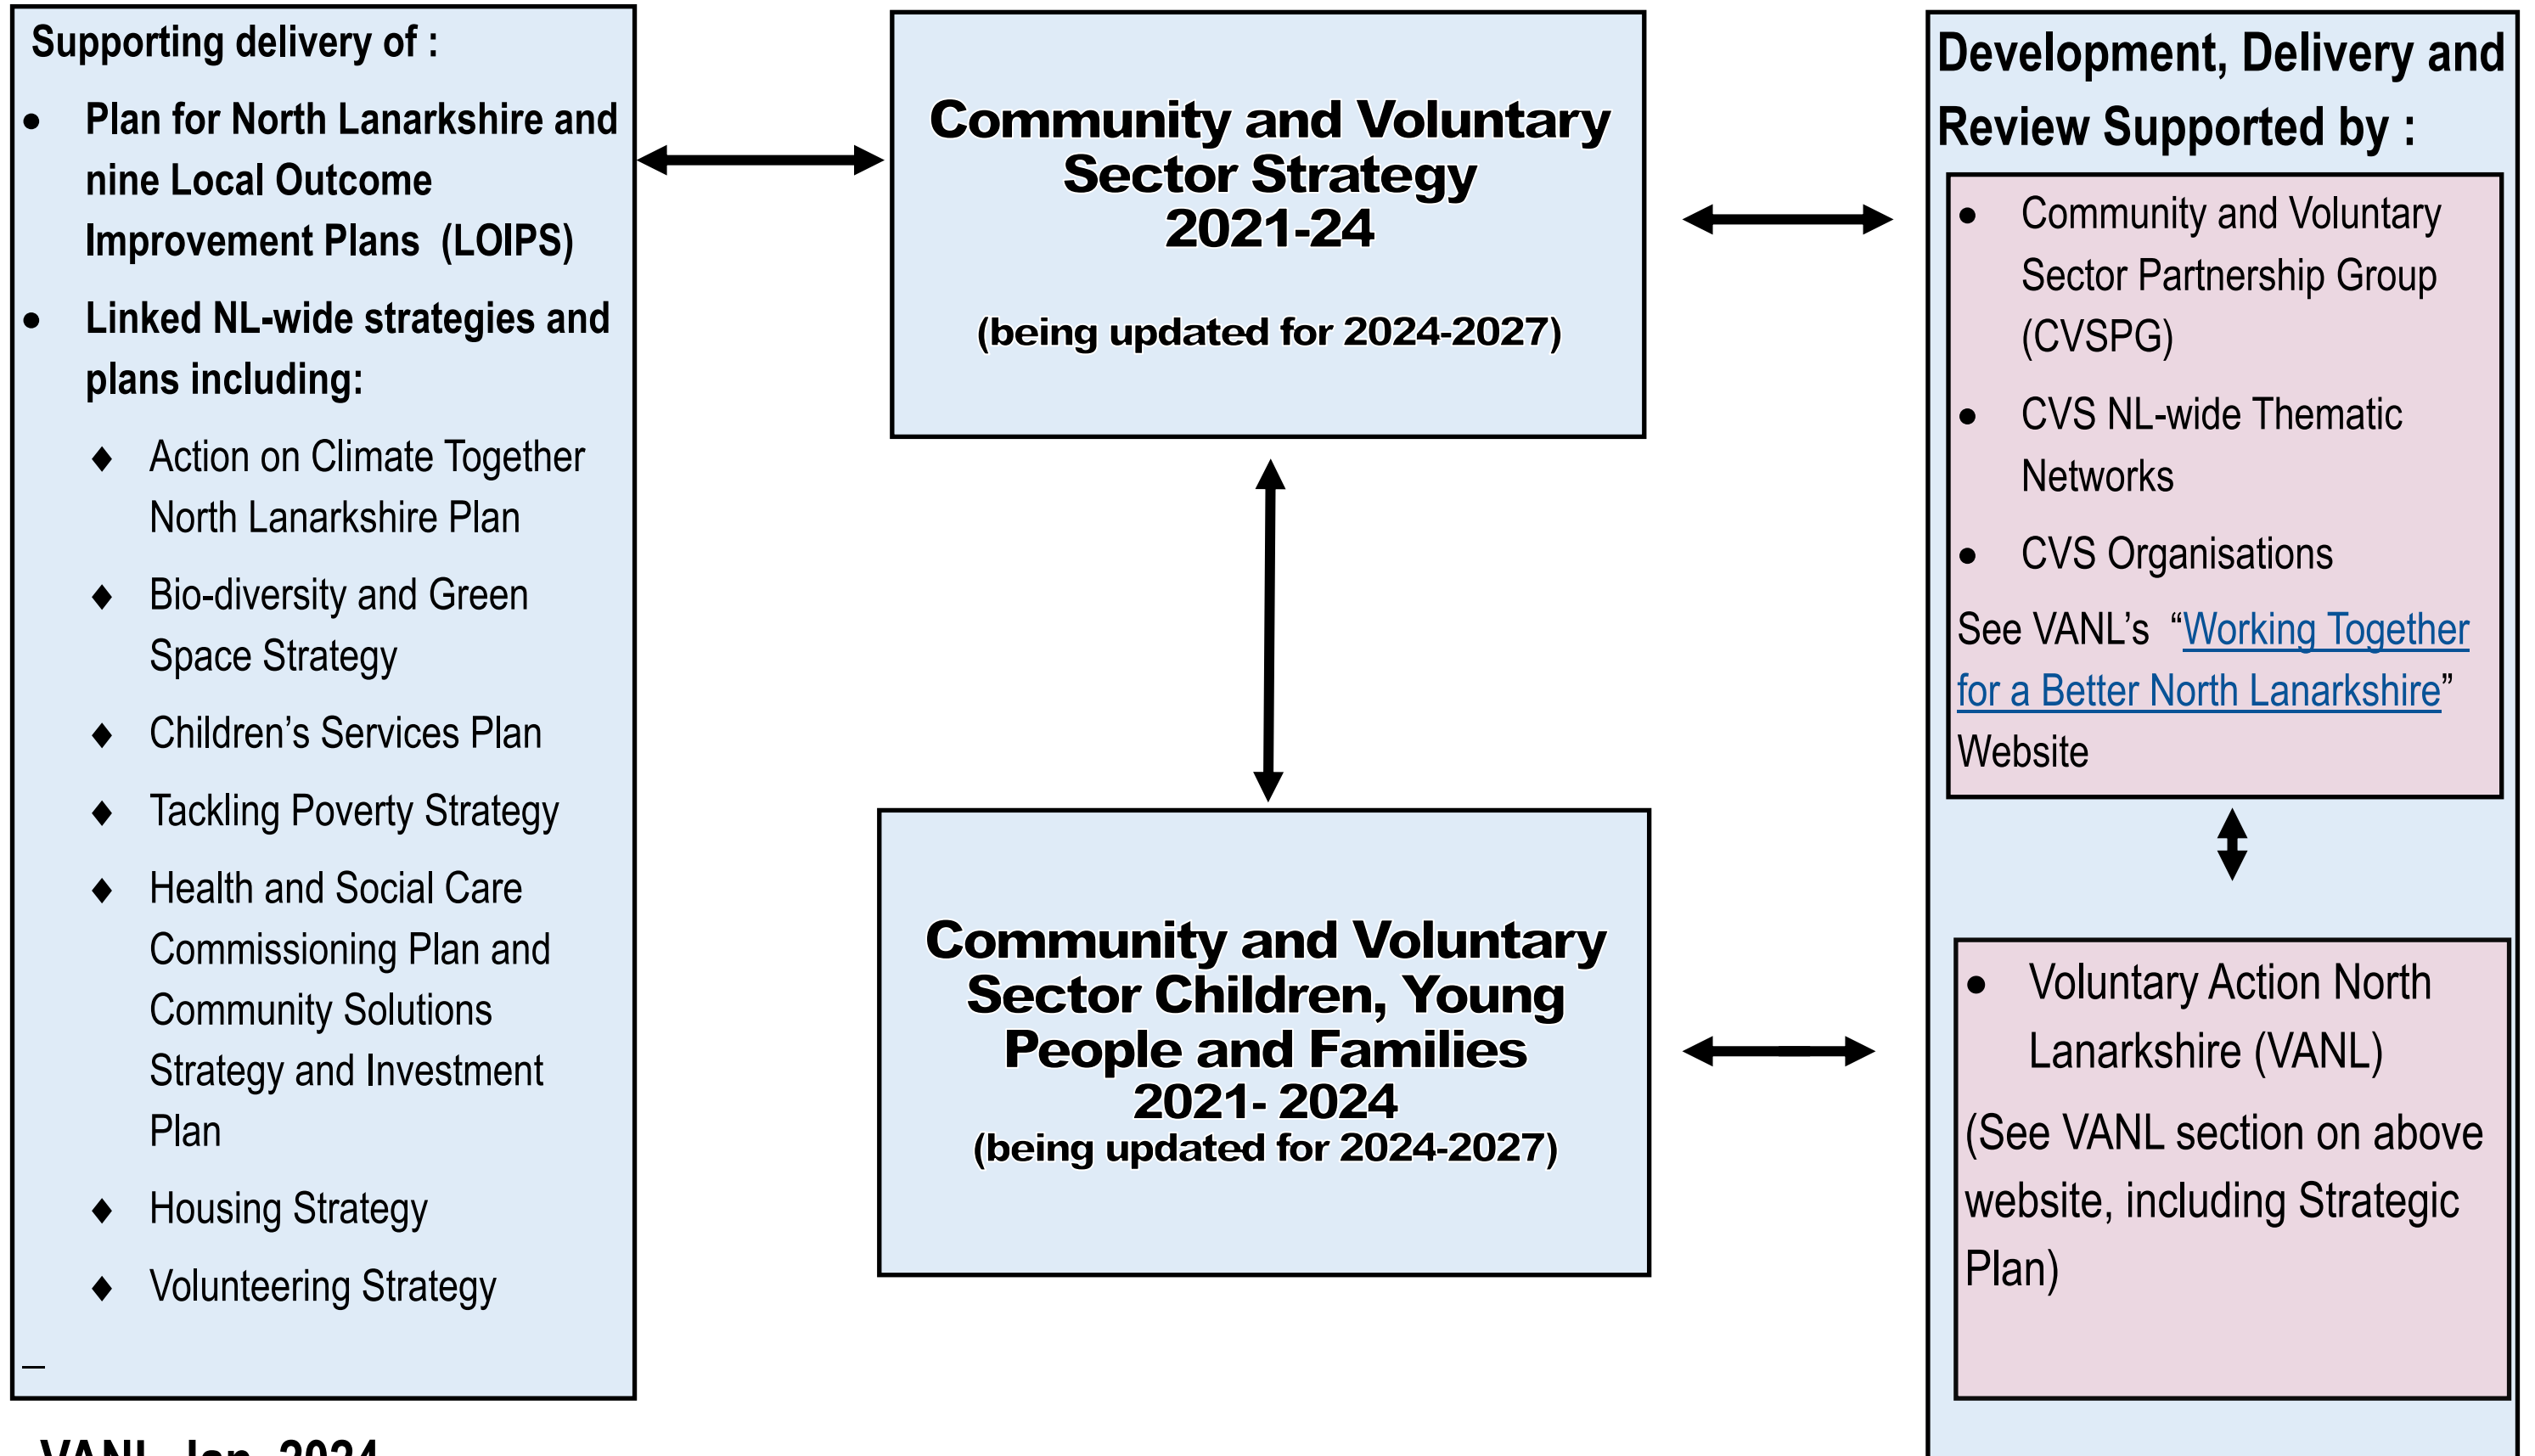 Supporting delivery of :
• Plan for North Lanarkshire and
nine Local Outcome
Improvement Plans (LOIPS)
• Linked NL-wide strategies and
plans including:
♦ Action on Climate Together
North Lanarkshire Plan
♦ Bio-diversity and Green
Space Strategy
♦ Children’s Services Plan
♦ Tackling Poverty Strategy
♦ Health and Social Care
Commissioning Plan and
Community Solutions
Strategy and Investment
Plan
♦ Housing Strategy
♦ Volunteering Strategy
Community and Voluntary
Sector Strategy
2021-24
(being updated for 2024-2027)
Community and Voluntary
Sector Children, Young
People and Families
2021- 2024
(being updated for 2024-2027)
Development, Delivery and
Review Supported by :
• Community and Voluntary
Sector Partnership Group
(CVSPG)
• CVS NL-wide Thematic
Networks
• CVS Organisations
See VANL’s “Working Together
for a Better North Lanarkshire”
Website
• Voluntary Action North
Lanarkshire (VANL)
(See VANL section on above
website, including Strategic
Plan)
VANL Jan 2024